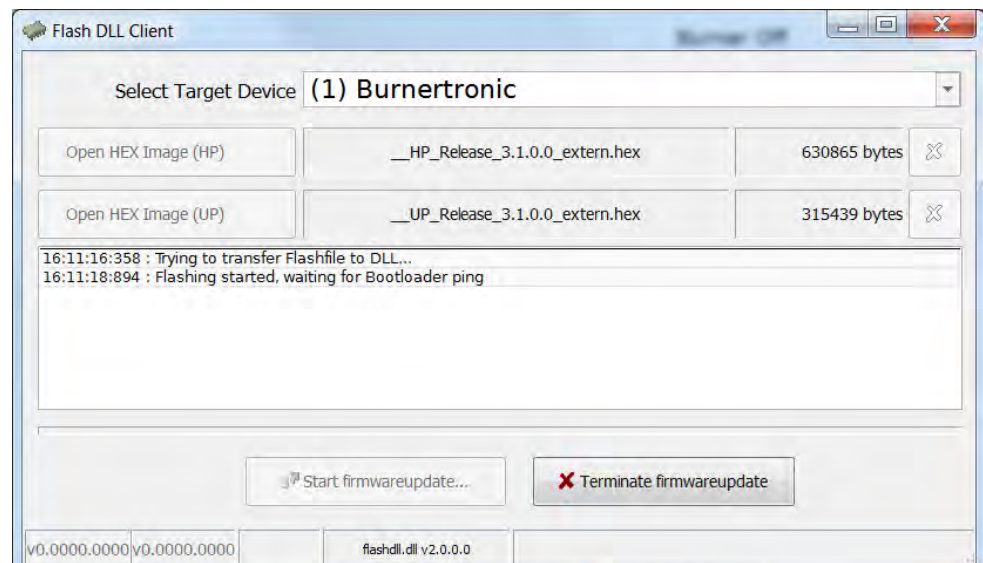 Flash DLL Client
Burner Off
Select Target Device (1) Burnertronic
Open HEX Image (HP) __HP_Release_3.1.0.0_extern.hex 630865 bytes
Open HEX Image (UP) __UP_Release_3.1.0.0_extern.hex 315439 bytes
16:11:16:358 : Trying to transfer Flashfile to DLL...
16:11:18:894 : Flashing started, waiting for Bootloader ping
Start firmwareupdate... Terminate firmwareupdate
v0.0000.0000 v0.0000.0000 flashdll.dll v2.0.0.0